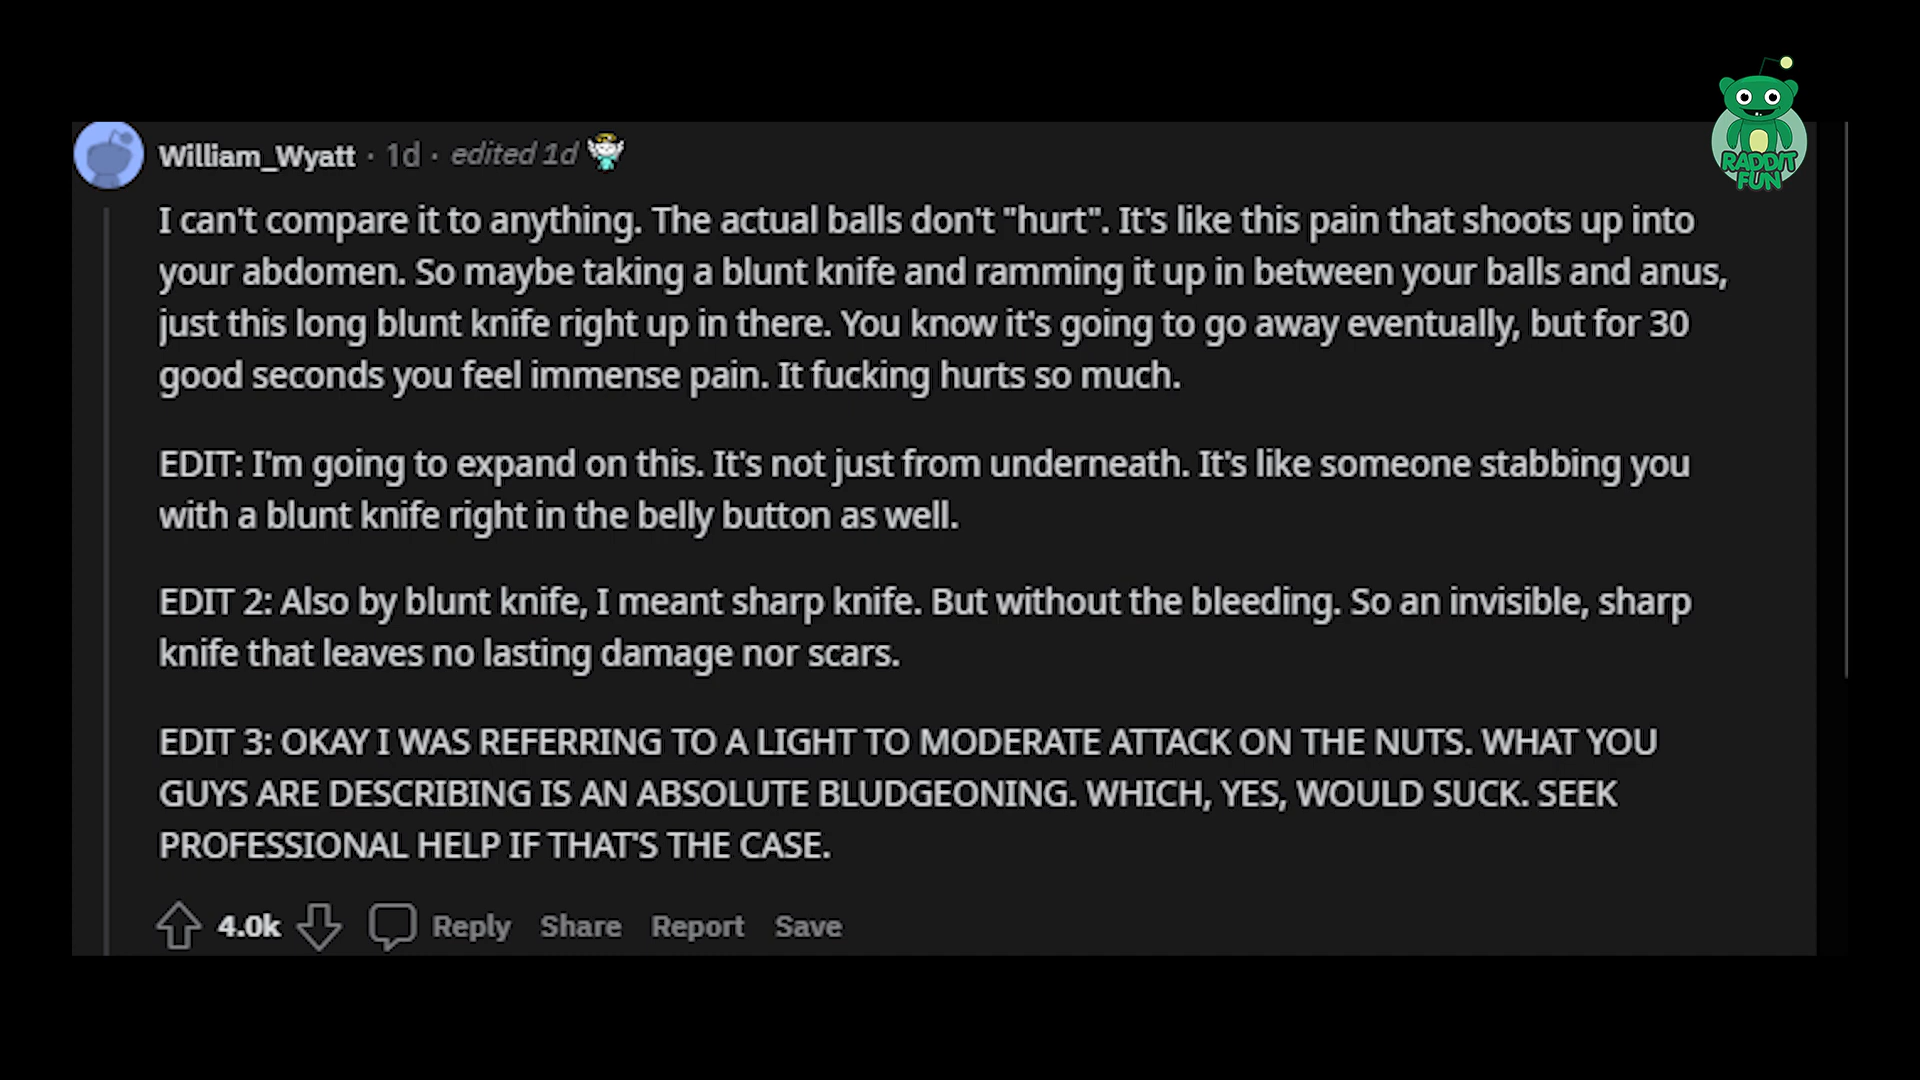 RADDIT
FUN
William_Wyatt · 1d · edited 1d
I can't compare it to anything. The actual balls don't "hurt". It's like this pain that shoots up into
your abdomen. So maybe taking a blunt knife and ramming it up in between your balls and anus,
just this long blunt knife right up in there. You know it's going to go away eventually, but for 30
good seconds you feel immense pain. It fucking hurts so much.
EDIT: I'm going to expand on this. It's not just from underneath. It's like someone stabbing you
with a blunt knife right in the belly button as well.
EDIT 2: Also by blunt knife, I meant sharp knife. But without the bleeding. So an invisible, sharp
knife that leaves no lasting damage nor scars.
EDIT 3: OKAY I WAS REFERRING TO A LIGHT TO MODERATE ATTACK ON THE NUTS. WHAT YOU
GUYS ARE DESCRIBING IS AN ABSOLUTE BLUDGEONING. WHICH, YES, WOULD SUCK. SEEK
PROFESSIONAL HELP IF THAT'S THE CASE.
4.0k Reply Share Report Save